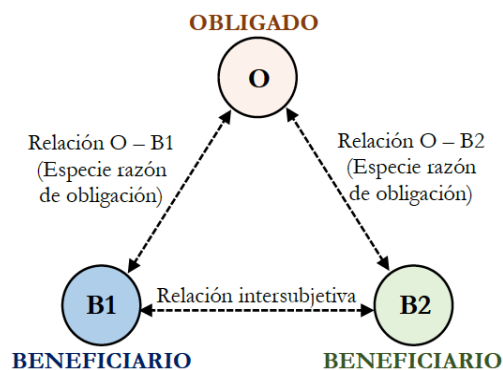 OBLIGADO
O
Relación O – B1
(Especie razón
de obligación)
Relación O – B2
(Especie razón
de obligación)
B1
Relación intersubjetiva
B2
BENEFICIARIO
BENEFICIARIO